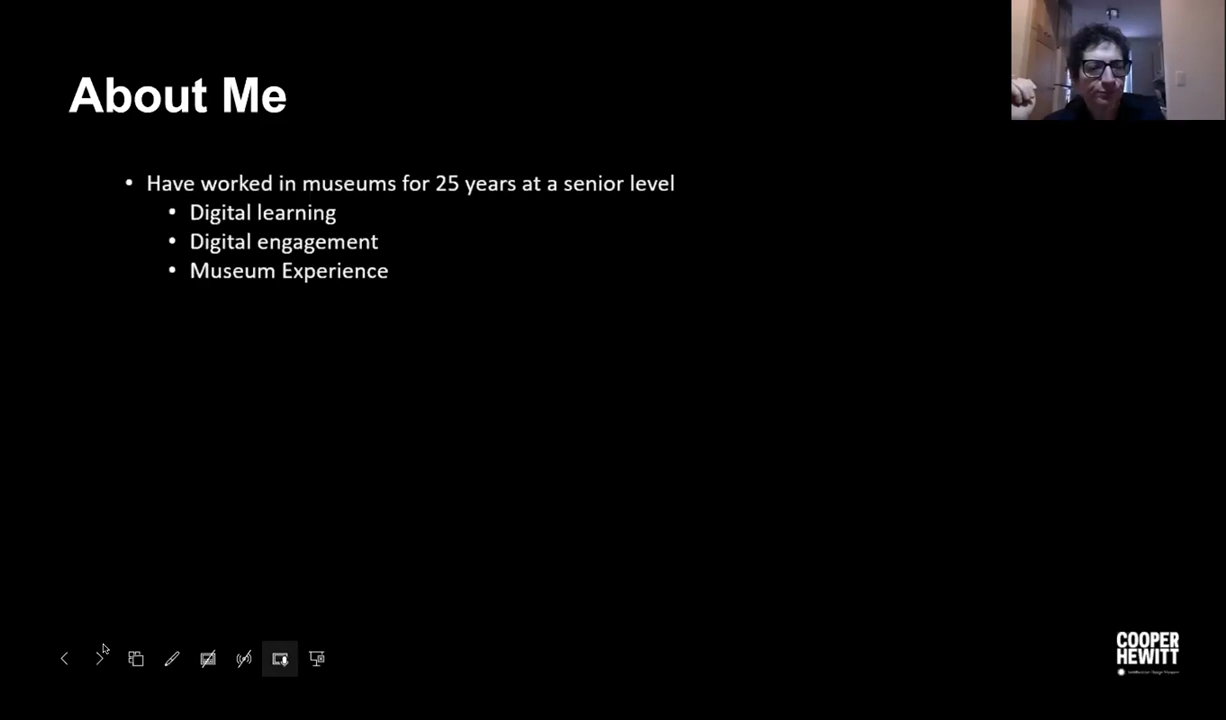 About Me
• Have worked in museums for 25 years at a senior level
• Digital learning
• Digital engagement
• Museum Experience
COOPER
HEWITT